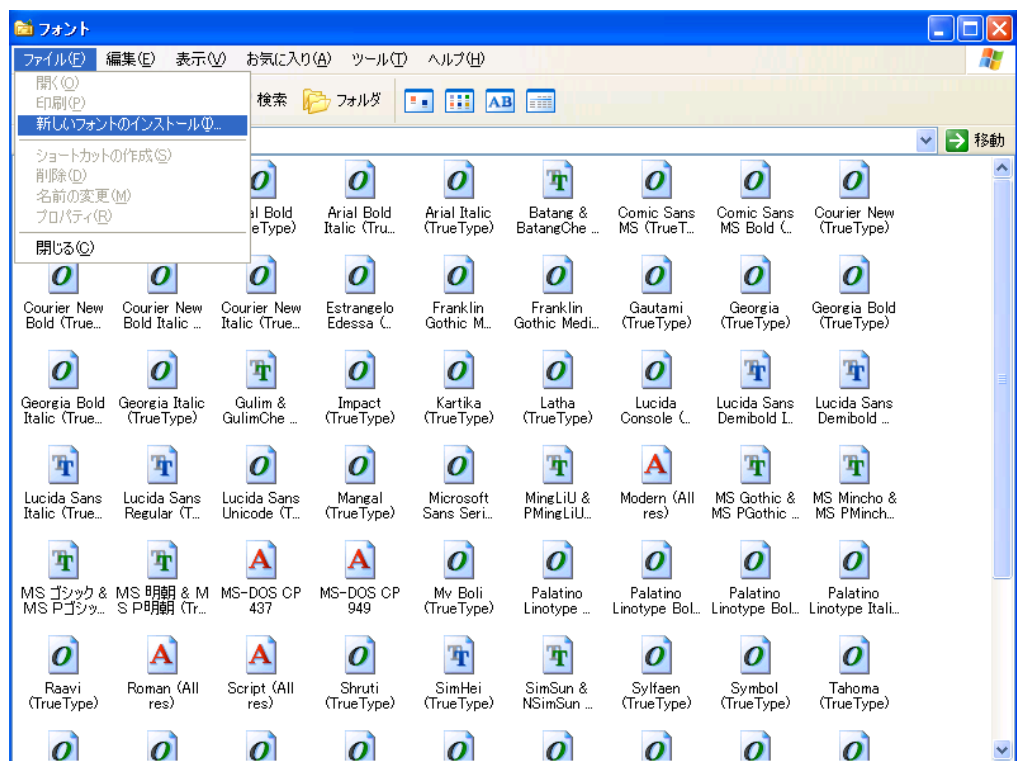 フォント
ファイル(F) 編集(E) 表示(V) お気に入り(A) ツール(T) ヘルプ(H)
開く(O)
印刷(P)
新しいフォントのインストール(I)...
ショートカットの作成(S)
削除(D)
名前の変更(M)
プロパティ(R)
閉じる(C)
検索 フォルダ AB
移動
al Bold Arial Bold Arial Italic Batang & Comic Sans Comic Sans Courier New
eType) Italic (Tru... (TrueType) BatangChe ... MS (TrueT... MS Bold (... (TrueType)
Courier New Courier New Courier New Estrangelo Franklin Franklin Gautami Georgia Georgia Bold
Bold (True... Bold Italic ... Italic (True... Edessa (... Gothic M... Gothic Medi... (TrueType) (TrueType) (TrueType)
Georgia Bold Georgia Italic Gulim & Impact Kartika Latha Lucida Lucida Sans Lucida Sans
Italic (True... (TrueType) GulimChe ... (TrueType) (TrueType) (TrueType) Console (... Demibold I... Demibold ...
Lucida Sans Lucida Sans Lucida Sans Mangal Microsoft MingLiU & Modern (All MS Gothic & MS Mincho &
Italic (True... Regular (T... Unicode (T... (TrueType) Sans Seri... PMingLiU... res) MS PGothic ... MS PMinch...
MS ゴシック & MS 明朝 & M MS-DOS CP MS-DOS CP Mv Boli Palatino Palatino Palatino Palatino
MS Pゴシッ... S P明朝 (Tr... 437 949 (TrueType) Linotype ... Linotype Bol... Linotype Bol... Linotype Itali...
Raavi Roman (All Script (All Shruti SimHei SimSun & Sylfaen Symbol Tahoma
(TrueType) res) res) (TrueType) (TrueType) NSimSun ... (TrueType) (TrueType) (TrueType)